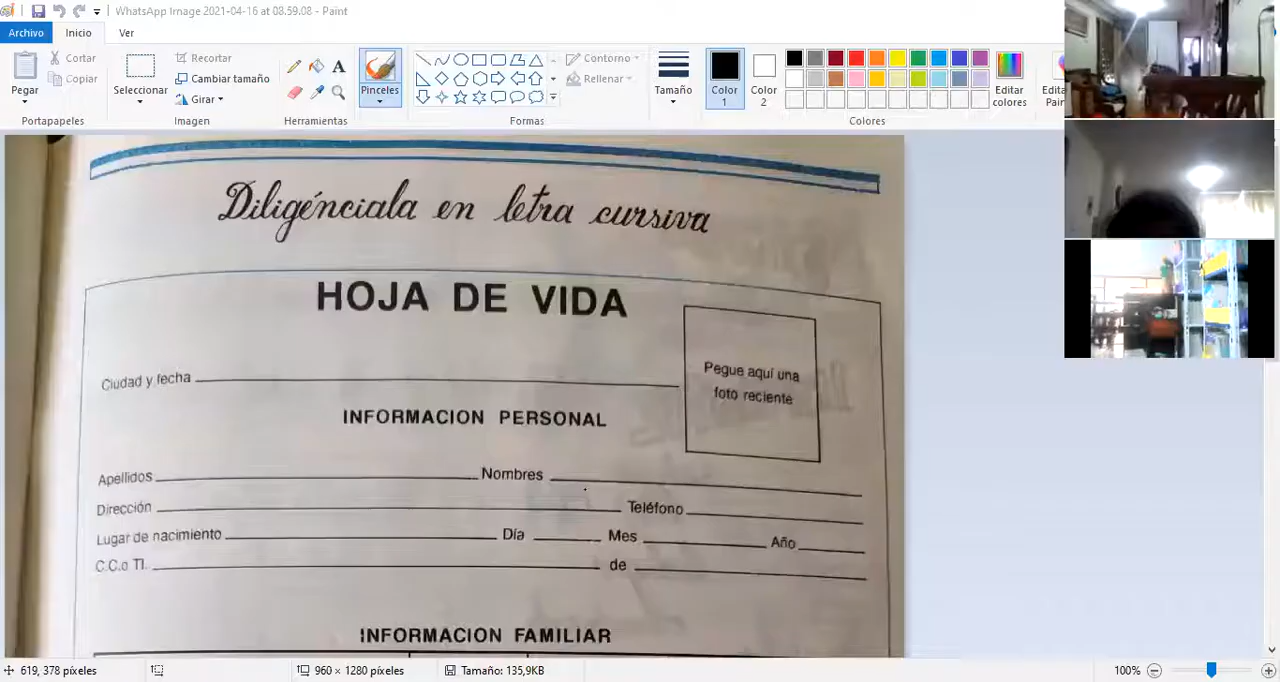 WhatsApp Image 2021-04-16 at 08.59.08 - Paint
Archivo Inicio Ver
Pegar
Cortar
Copiar
Portapapeles
Seleccionar
Recortar
Cambiar tamaño
Girar
Imagen
A
Herramientas
Pinceles
Contorno
Rellenar
Formas
Tamaño
Color 1
Color 2
Colores
Editar colores
Diligénciala en letra cursiva
HOJA DE VIDA
Pegue aquí una
foto reciente
Ciudad y fecha
INFORMACION PERSONAL
Apellidos Nombres
Dirección Teléfono
Lugar de nacimiento Día Mes Año
C.C.o TI. de
INFORMACION FAMILIAR
619, 378 píxeles 960 × 1280 píxeles Tamaño: 135,9KB 100%